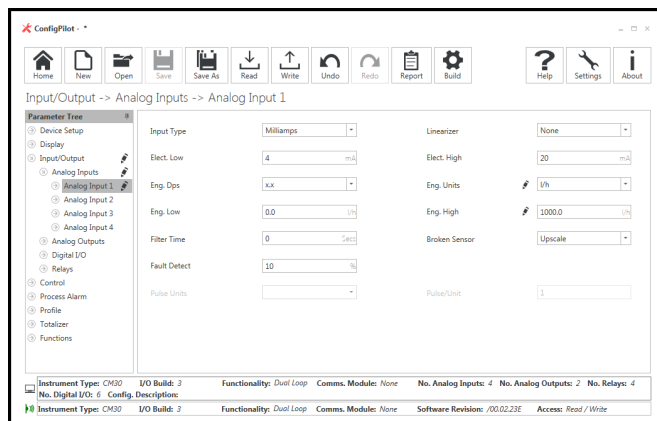 ConfigPilot - *
Home New Open Save Save As Read Write Undo Redo Report Build Help Settings About
Input/Output -> Analog Inputs -> Analog Input 1
Parameter Tree
Device Setup
Display
Input/Output
Analog Inputs
Analog Input 1
Analog Input 2
Analog Input 3
Analog Input 4
Analog Outputs
Digital I/O
Relays
Control
Process Alarm
Profile
Totalizer
Functions
Input Type Milliamps Linearizer None
Elect. Low 4 mA Elect. High 20 mA
Eng. Dps x.x Eng. Units l/h
Eng. Low 0.0 l/h Eng. High 1000.0 l/h
Filter Time 0 Secs Broken Sensor Upscale
Fault Detect 10 %
Pulse Units Pulse/Unit 1
Instrument Type: CM30 I/O Build: 3 Functionality: Dual Loop Comms. Module: None No. Analog Inputs: 4 No. Analog Outputs: 2 No. Relays: 4
No. Digital I/O: 6 Config. Description:
Instrument Type: CM30 I/O Build: 3 Functionality: Dual Loop Comms. Module: None Software Revision: /00.02.23E Access: Read / Write